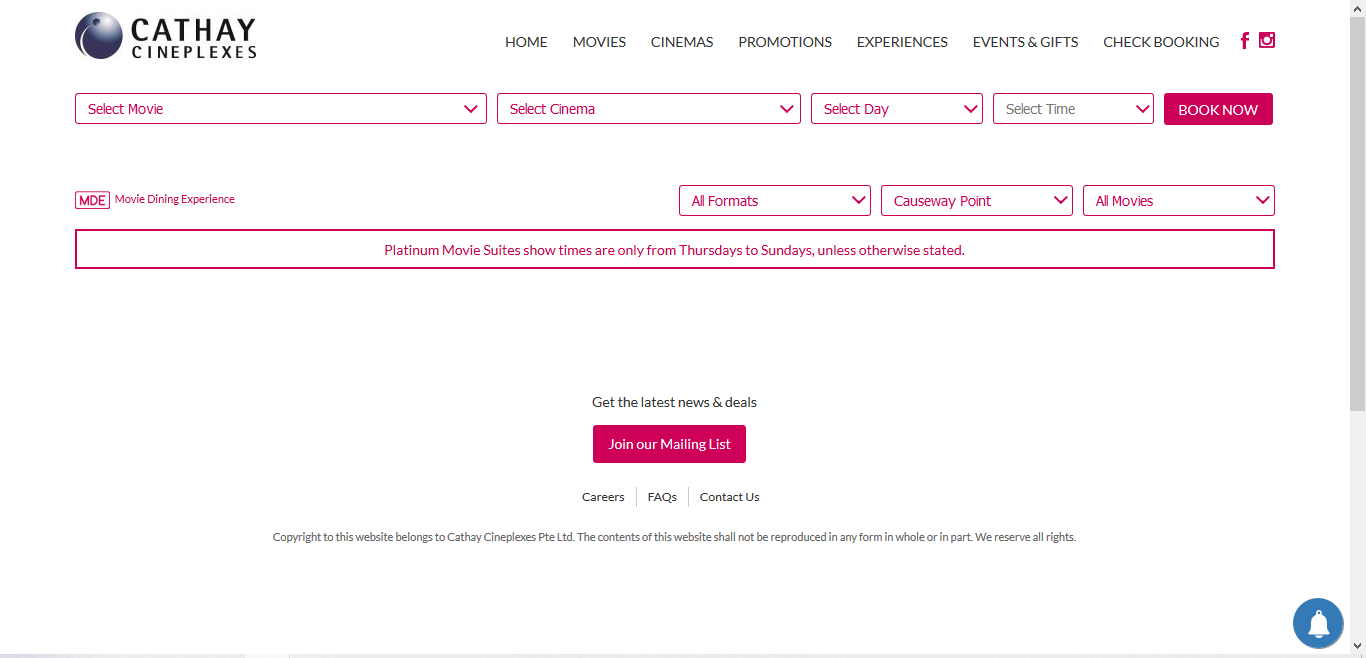 CATHAY
CINEPLEXES
HOME MOVIES CINEMAS PROMOTIONS EXPERIENCES EVENTS & GIFTS CHECK BOOKING
Select Movie Select Cinema Select Day Select Time BOOK NOW
MDE Movie Dining Experience All Formats Causeway Point All Movies
Platinum Movie Suites show times are only from Thursdays to Sundays, unless otherwise stated.
Get the latest news & deals
Join our Mailing List
Careers FAQs Contact Us
Copyright to this website belongs to Cathay Cineplexes Pte Ltd. The contents of this website shall not be reproduced in any form in whole or in part. We reserve all rights.